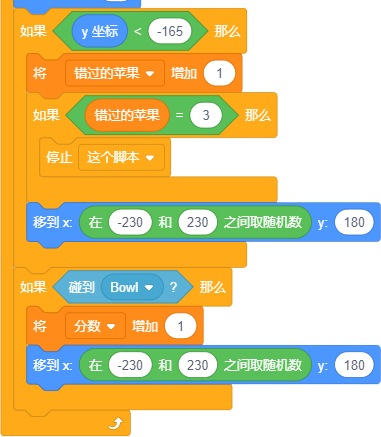 如果 y 坐标 < -165 那么
将 错过的苹果 增加 1
如果 错过的苹果 = 3 那么
停止 这个脚本
移到 x: 在 -230 和 230 之间取随机数 y: 180
如果 碰到 Bowl ? 那么
将 分数 增加 1
移到 x: 在 -230 和 230 之间取随机数 y: 180